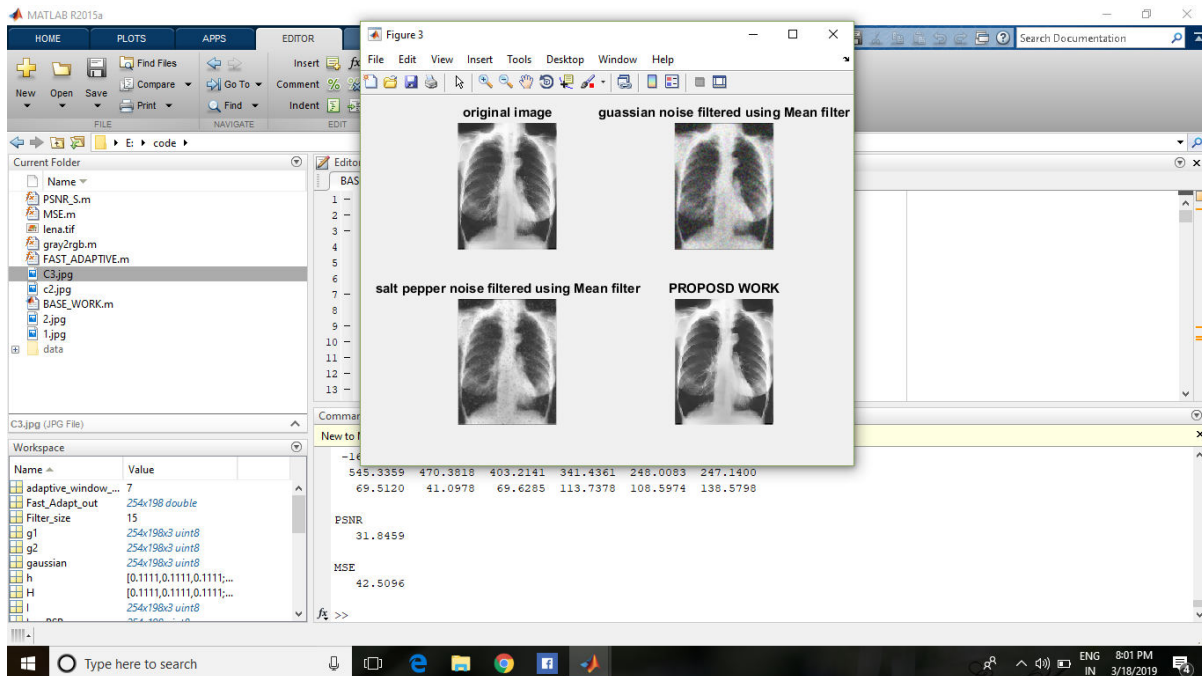 MATLAB R2015a
HOME PLOTS APPS EDITOR
Search Documentation
New Open Save
Find Files
Compare
Print
Go To
Find
Insert
Comment
Indent
FILE NAVIGATE EDIT
E: code
Current Folder
Name
PSNR_S.m
MSE.m
lena.tif
gray2rgb.m
FAST_ADAPTIVE.m
C3.jpg
c2.jpg
BASE_WORK.m
2.jpg
1.jpg
data
C3.jpg (JPG File)
Workspace
Name Value
adaptive_window_... 7
Fast_Adapt_out 254x198 double
Filter_size 15
g1 254x198x3 uint8
g2 254x198x3 uint8
gaussian 254x198x3 uint8
h [0.1111,0.1111,0.1111;...
H [0.1111,0.1111,0.1111;...
I 254x198x3 uint8
Edito
BAS
1
2
3
4
5
6
7
8
9
10
11
12
13
Figure 3
File Edit View Insert Tools Desktop Window Help
original image
guassian noise filtered using Mean filter
salt pepper noise filtered using Mean filter
PROPOSD WORK
Commar
New to
545.3359 470.3818 403.2141 341.4361 248.0083 247.1400
69.5120 41.0978 69.6285 113.7378 108.5974 138.5798
PSNR
31.8459
MSE
42.5096
fx >>
Type here to search
ENG
IN
8:01 PM
3/18/2019
4